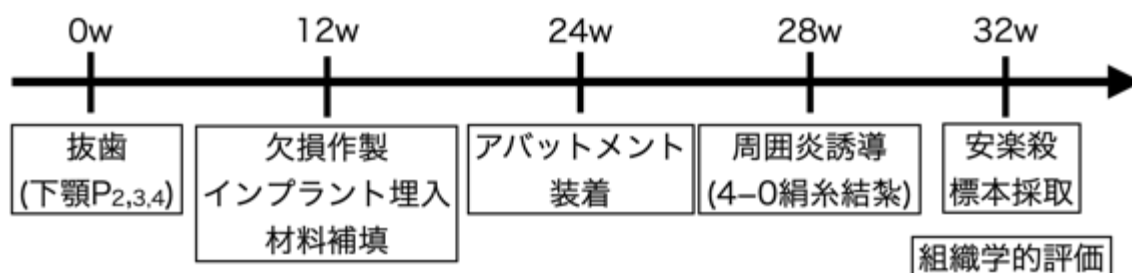 0w 12w 24w 28w 32w
抜歯
(下顎P2,3,4)
欠損作製
インプラント埋入
材料補填
アバットメント
装着
周囲炎誘導
(4–0絹糸結紮)
安楽殺
標本採取
組織学的評価